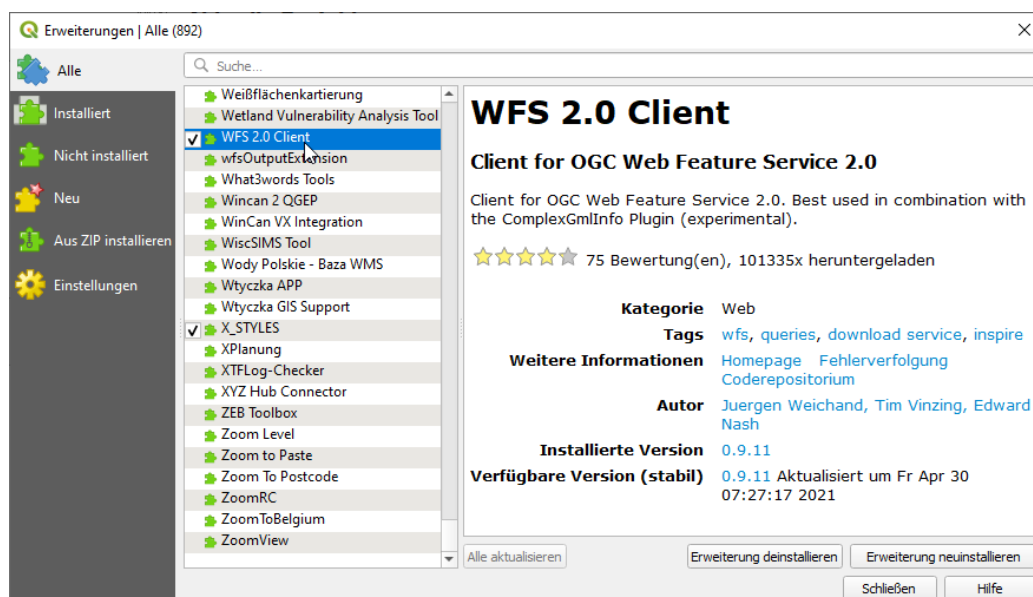 Erweiterungen | Alle (892)
Alle
Installiert
Nicht installiert
Neu
Aus ZIP installieren
Einstellungen
Suche...
Weißflächenkartierung
Wetland Vulnerability Analysis Tool
WFS 2.0 Client
wfsOutputExtension
What3words Tools
Wincan 2 QGEP
WinCan VX Integration
WiscSIMS Tool
Wody Polskie - Baza WMS
Wtyczka APP
Wtyczka GIS Support
X_STYLES
XPlanung
XTFLog-Checker
XYZ Hub Connector
ZEB Toolbox
Zoom Level
Zoom to Paste
Zoom To Postcode
ZoomRC
ZoomToBelgium
ZoomView
WFS 2.0 Client
Client for OGC Web Feature Service 2.0
Client for OGC Web Feature Service 2.0. Best used in combination with
the ComplexGmlInfo Plugin (experimental).
75 Bewertung(en), 101335x heruntergeladen
Kategorie Web
Tags wfs, queries, download service, inspire
Weitere Informationen Homepage Fehlerverfolgung
Coderepositorium
Autor Juergen Weichand, Tim Vinzing, Edward
Nash
Installierte Version 0.9.11
Verfügbare Version (stabil) 0.9.11 Aktualisiert um Fr Apr 30
07:27:17 2021
Alle aktualisieren
Erweiterung deinstallieren
Erweiterung neuinstallieren
Schließen
Hilfe